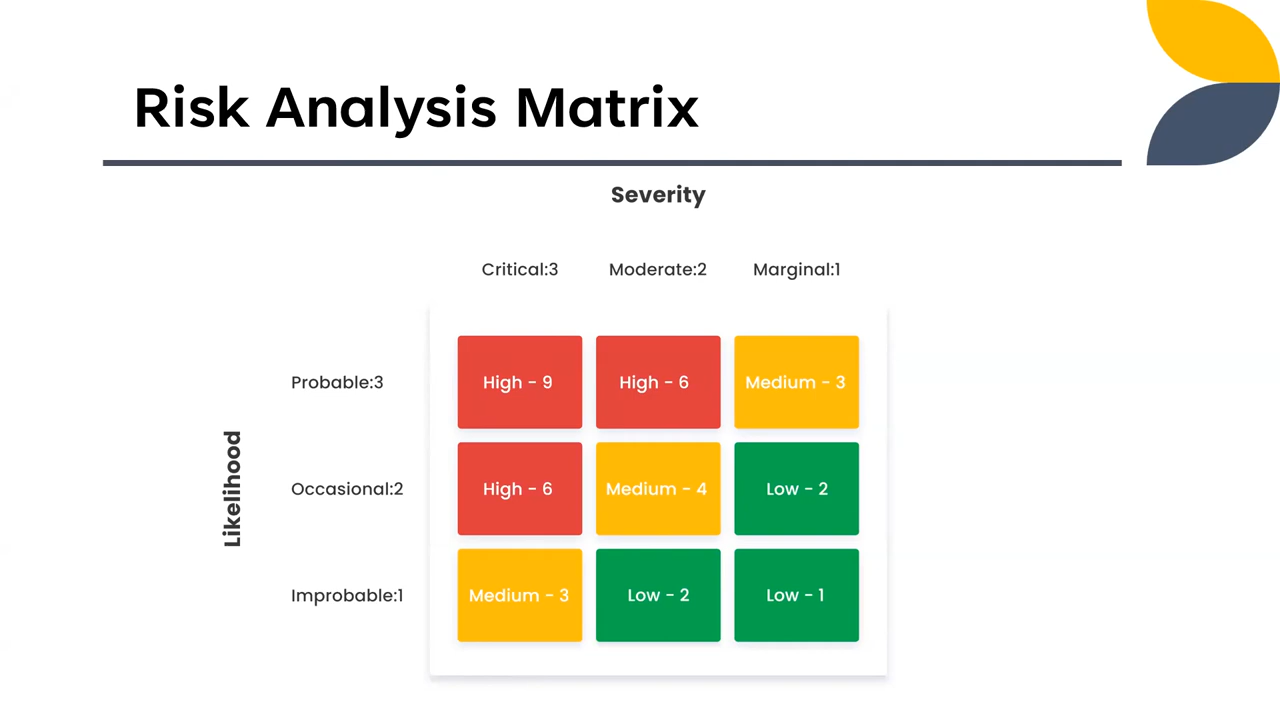 Risk Analysis Matrix
Severity
Critical:3 Moderate:2 Marginal:1
Likelihood
Probable:3 High - 9 High - 6 Medium - 3
Occasional:2 High - 6 Medium - 4 Low - 2
Improbable:1 Medium - 3 Low - 2 Low - 1